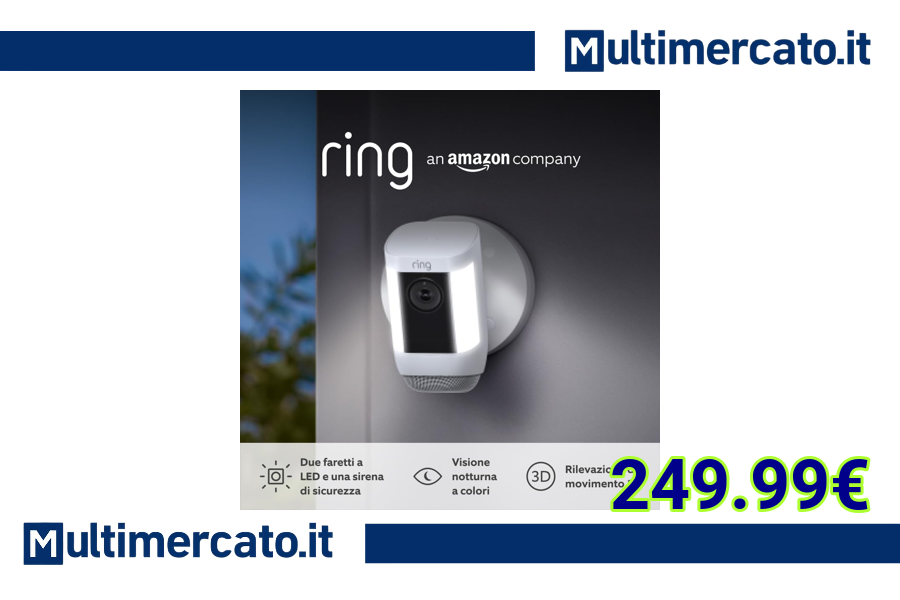 Multimercato.it
ring an amazon company
ring
Due faretti a
LED e una sirena
di sicurezza
Visione
notturna
a colori
3D
movimento
249.99€
Multimercato.it